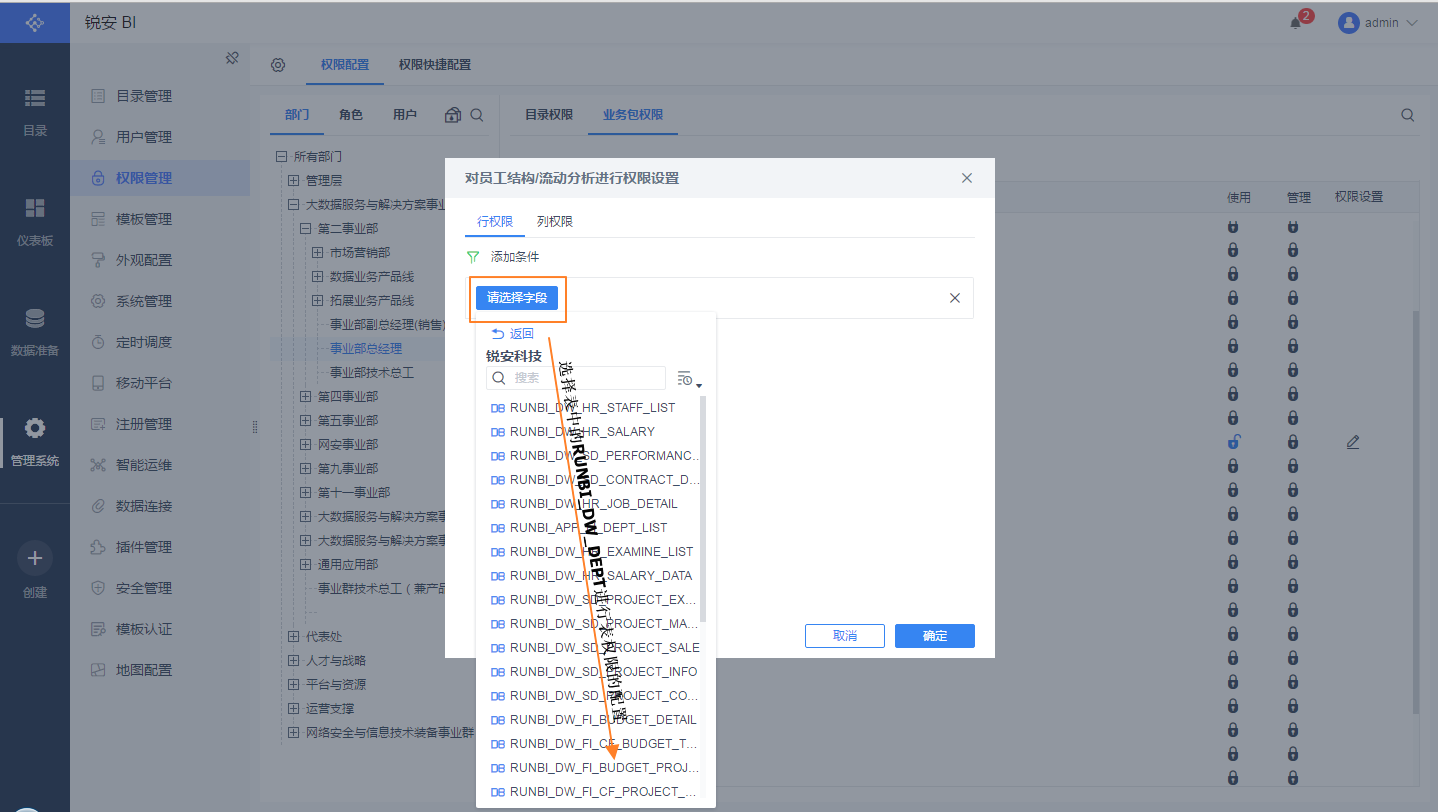 锐安 BI
2
admin
目录
仪表板
数据准备
管理系统
创建
目录管理
用户管理
权限管理
模板管理
外观配置
系统管理
定时调度
移动平台
注册管理
智能运维
数据连接
插件管理
安全管理
模板认证
地图配置
权限配置 权限快捷配置
部门 角色 用户
所有部门
管理层
大数据服务与解决方案事业
第二事业部
市场营销部
数据业务产品线
拓展业务产品线
事业部副总经理(销售)
事业部总经理
事业部技术总工
第四事业部
第五事业部
网安事业部
第九事业部
第十一事业部
大数据服务与解决方案事
大数据服务与解决方案事
通用应用部
事业群技术总工（兼产品
代表处
人才与战略
平台与资源
运营支撑
网络安全与信息技术装备事业群
目录权限 业务包权限
使用 管理 权限设置
对员工结构/流动分析进行权限设置
行权限 列权限
添加条件
请选择字段
返回
锐安科技
搜索
RUNBI_DW_HR_STAFF_LIST
RUNBI_DW_HR_SALARY
RUNBI_DW_SD_PERFORMANC...
RUNBI_DW_SD_CONTRACT_D...
RUNBI_DW_HR_JOB_DETAIL
RUNBI_APP_ _DEPT_LIST
RUNBI_DW_HR_EXAMINE_LIST
RUNBI_DW_HR_SALARY_DATA
RUNBI_DW_SD_PROJECT_EX...
RUNBI_DW_SD_PROJECT_MA...
RUNBI_DW_SD_PROJECT_SALE
RUNBI_DW_SD_PROJECT_INFO
RUNBI_DW_SD_PROJECT_CO...
RUNBI_DW_FI_BUDGET_DETAIL
RUNBI_DW_FI_CF_BUDGET_T...
RUNBI_DW_FI_BUDGET_PROJ...
RUNBI_DW_FI_CF_PROJECT_...
选择表中的RUNBI_DW_DEPT进行表权限的配置
取消 确定